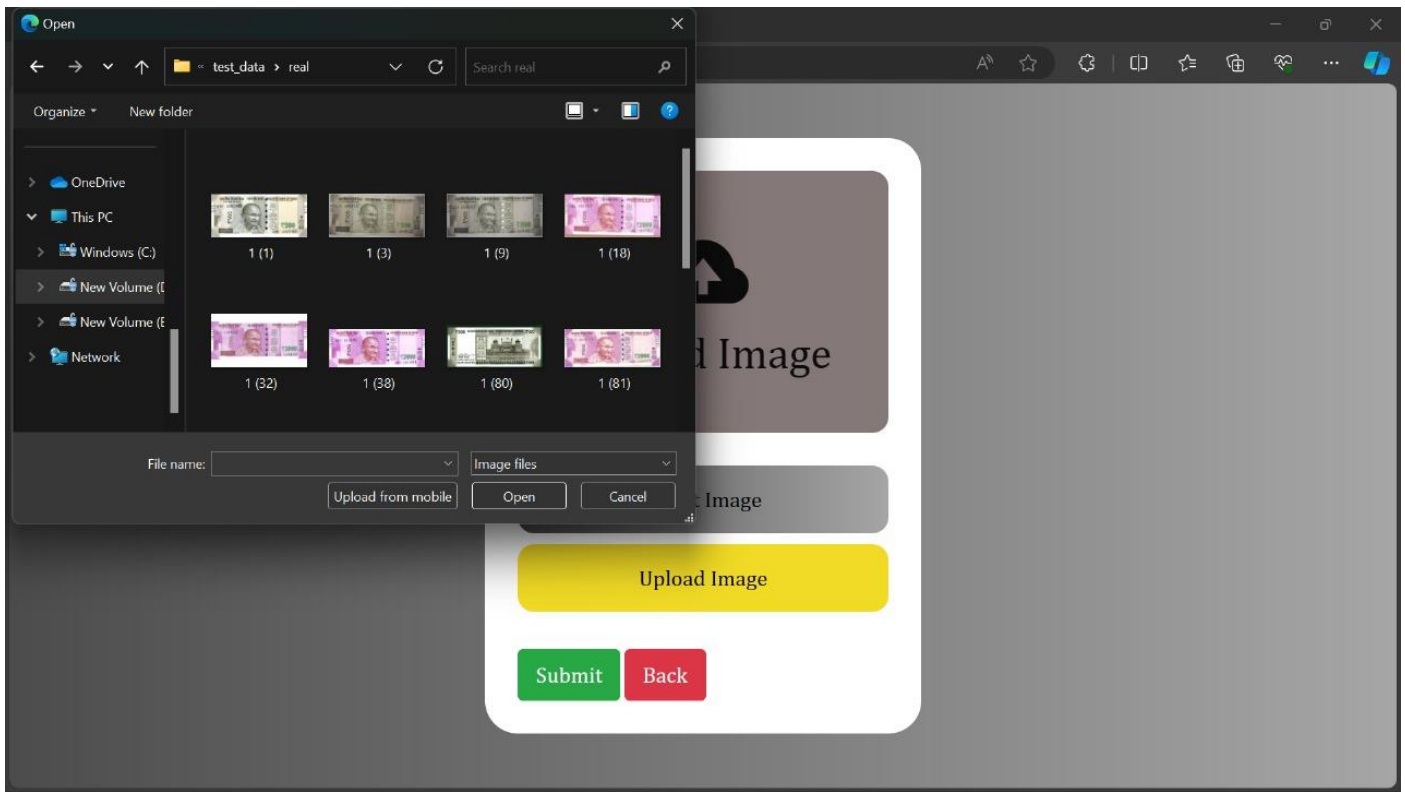 Open
test_data > real
Search real
Organize
New folder
OneDrive
This PC
Windows (C:)
New Volume (D
New Volume (E
Network
1 (1)
1 (3)
1 (9)
1 (18)
1 (32)
1 (38)
1 (80)
1 (81)
File name:
Image files
Upload from mobile
Open
Cancel
d Image
t Image
Upload Image
Submit
Back